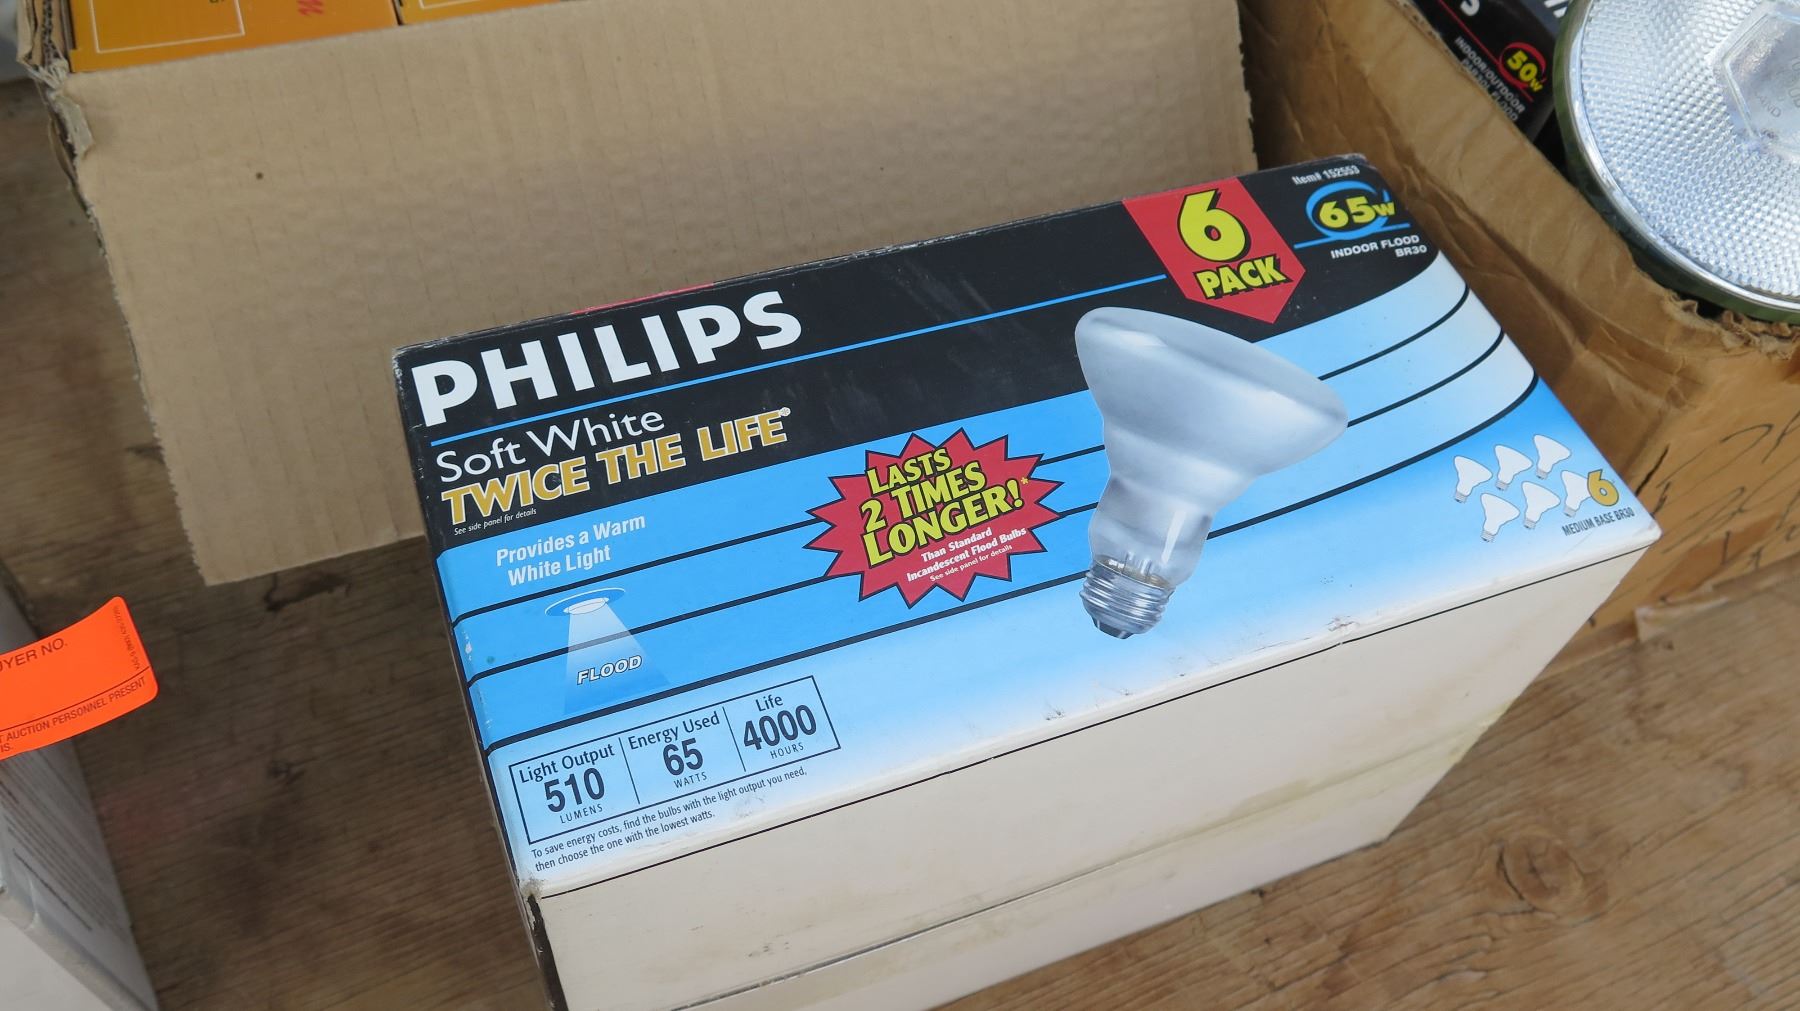 PHILIPS
Soft White
TWICE THE LIFE*
See side panel for details
Provides a Warm
White Light
FLOOD
Light Output
510
LUMENS
Energy Used
65
WATTS
Life
4000
HOURS
To save energy costs, find the bulbs with the light output you need,
then choose the one with the lowest watts.
LASTS
2 TIMES
LONGER!*
Than Standard
Incandescent Flood Bulbs
See side panel for details
6
PACK
Item# 152553
65w
INDOOR FLOOD
BR30
6
MEDIUM BASE BR30
50w
INDOOR/OUTDOOR
YER NO.
T AUCTION PERSONNEL PRESENT